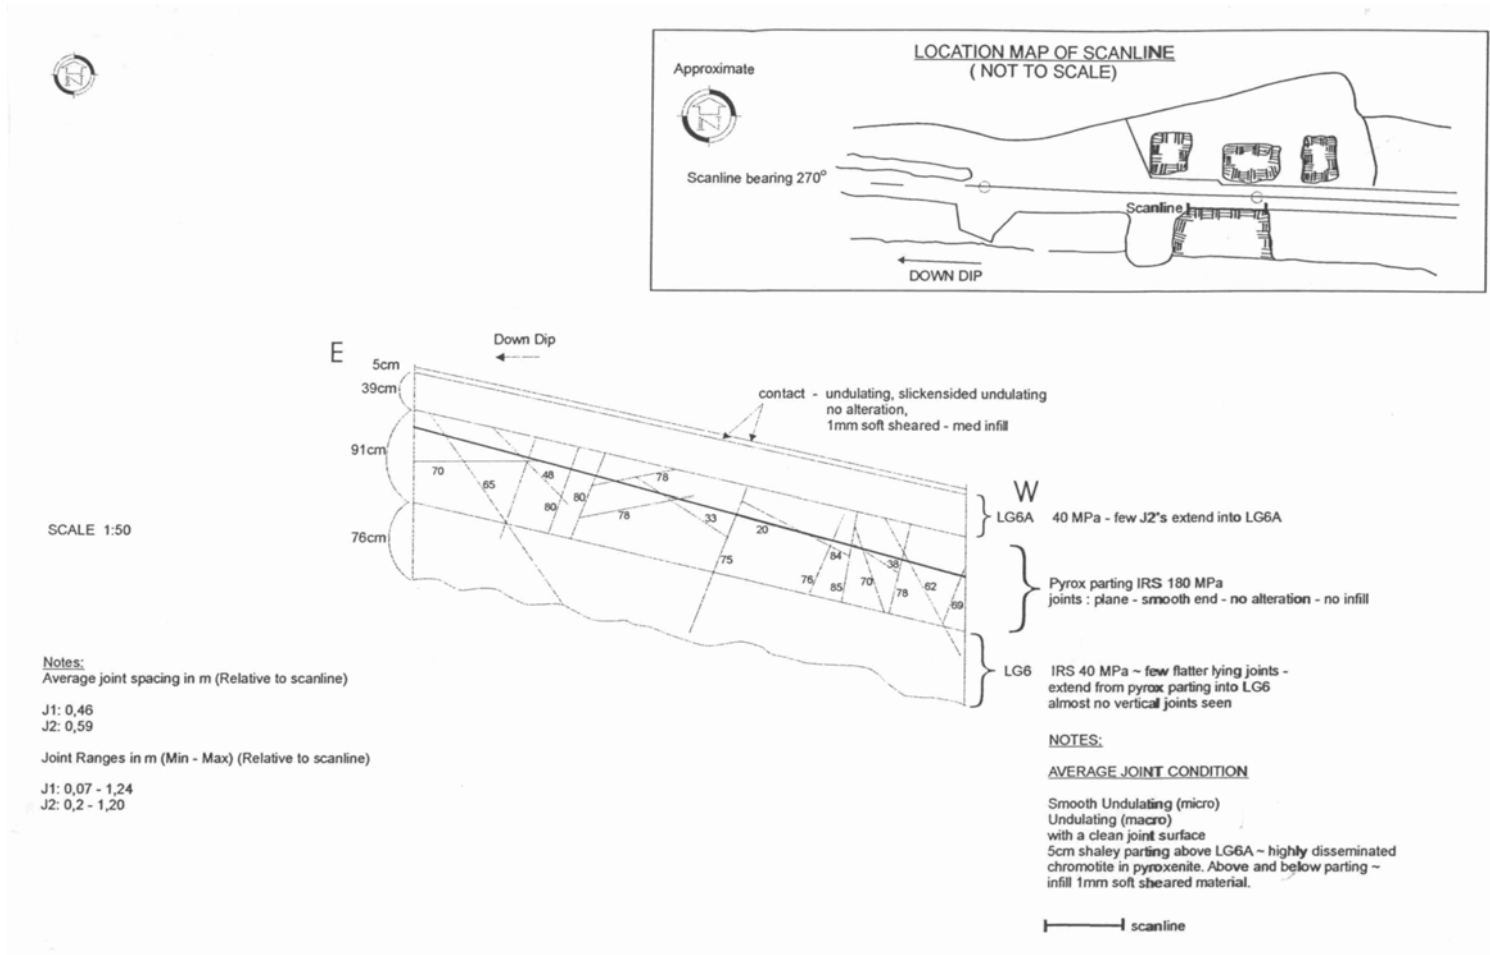 LOCATION MAP OF SCANLINE
( NOT TO SCALE)
Approximate
N
Scanline bearing 270°
Scanline
DOWN DIP
N
E
Down Dip
5cm
39cm
91cm
76cm
contact - undulating, slickensided undulating
no alteration,
1mm soft sheared - med infill
70
65
48
80
80
78
78
33
20
75
84
76
85
70
38
78
62
69
W
LG6A 40 MPa - few J2's extend into LG6A
Pyrox parting IRS 180 MPa
joints : plane - smooth end - no alteration - no infill
LG6 IRS 40 MPa ~ few flatter lying joints -
extend from pyrox parting into LG6
almost no vertical joints seen
SCALE 1:50
Notes:
Average joint spacing in m (Relative to scanline)
J1: 0,46
J2: 0,59
Joint Ranges in m (Min - Max) (Relative to scanline)
J1: 0,07 - 1,24
J2: 0,2 - 1,20
NOTES:
AVERAGE JOINT CONDITION
Smooth Undulating (micro)
Undulating (macro)
with a clean joint surface
5cm shaley parting above LG6A ~ highly disseminated
chromotite in pyroxenite. Above and below parting ~
infill 1mm soft sheared material.
scanline